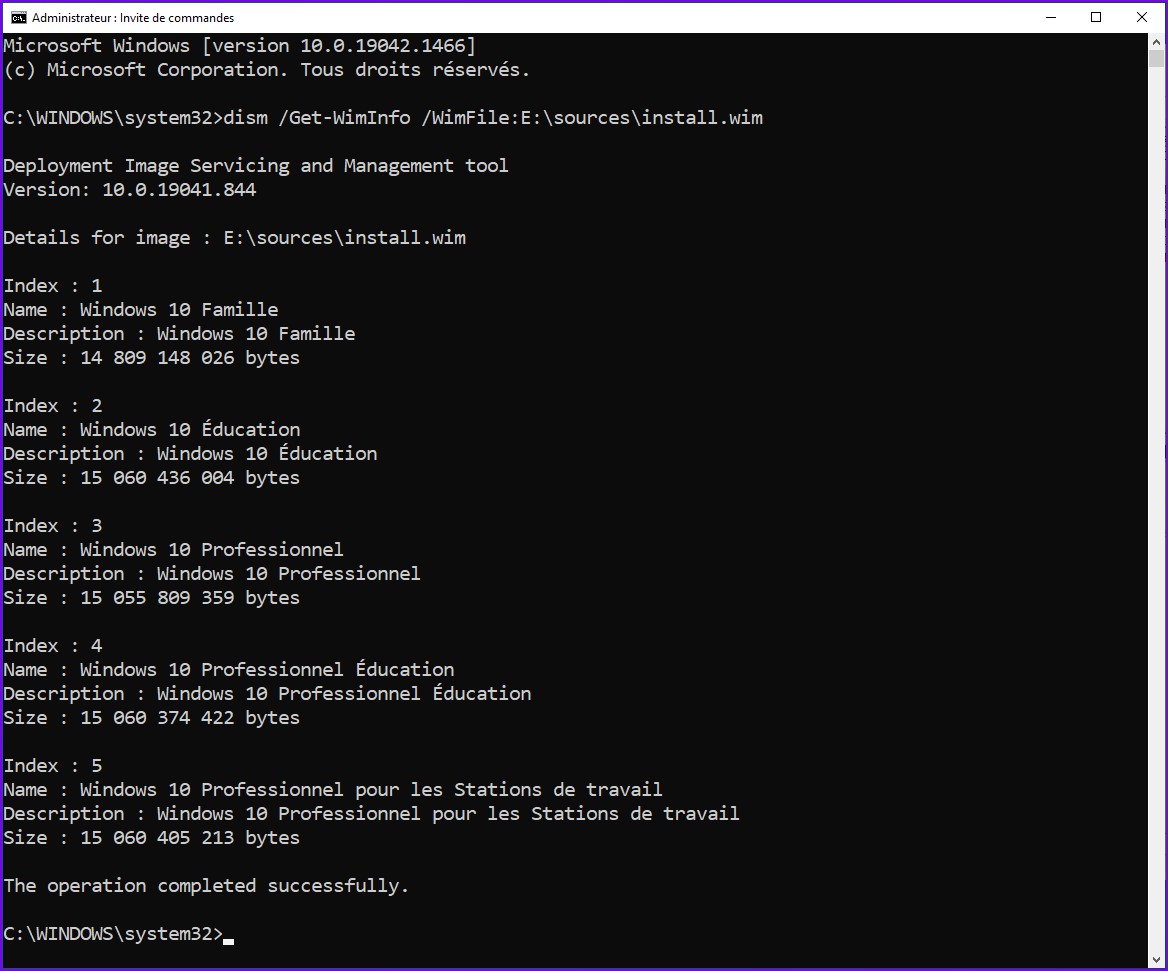 Administrateur : Invite de commandes
Microsoft Windows [version 10.0.19042.1466]
(c) Microsoft Corporation. Tous droits réservés.
C:\WINDOWS\system32>dism /Get-WimInfo /WimFile:E:\sources\install.wim
Deployment Image Servicing and Management tool
Version: 10.0.19041.844
Details for image : E:\sources\install.wim
Index : 1
Name : Windows 10 Famille
Description : Windows 10 Famille
Size : 14 809 148 026 bytes
Index : 2
Name : Windows 10 Éducation
Description : Windows 10 Éducation
Size : 15 060 436 004 bytes
Index : 3
Name : Windows 10 Professionnel
Description : Windows 10 Professionnel
Size : 15 055 809 359 bytes
Index : 4
Name : Windows 10 Professionnel Éducation
Description : Windows 10 Professionnel Éducation
Size : 15 060 374 422 bytes
Index : 5
Name : Windows 10 Professionnel pour les Stations de travail
Description : Windows 10 Professionnel pour les Stations de travail
Size : 15 060 405 213 bytes
The operation completed successfully.
C:\WINDOWS\system32>